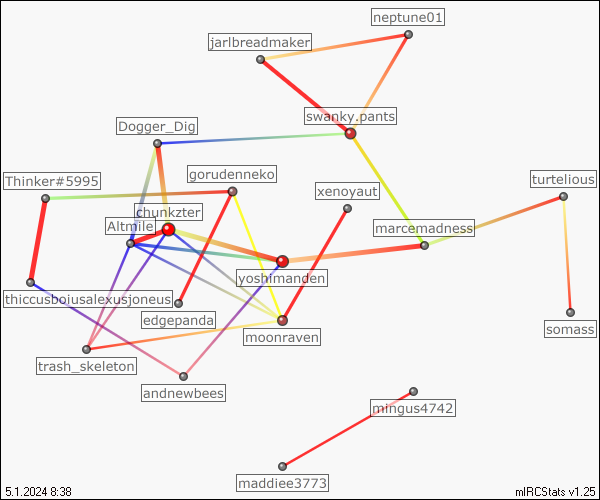 neptune01
jarlbreadmaker
swanky.pants
Dogger_Dig
gorudenneko
Thinker#5995
xenoyaut
turtelious
chunkzter
Altmile
marcemadness
yoshimanden
thiccusboiusalexusjoneus
edgepanda
somass
moonraven
trash_skeleton
andnewbees
mingus4742
maddiee3773
5.1.2024 8:38
mIRCStats v1.25